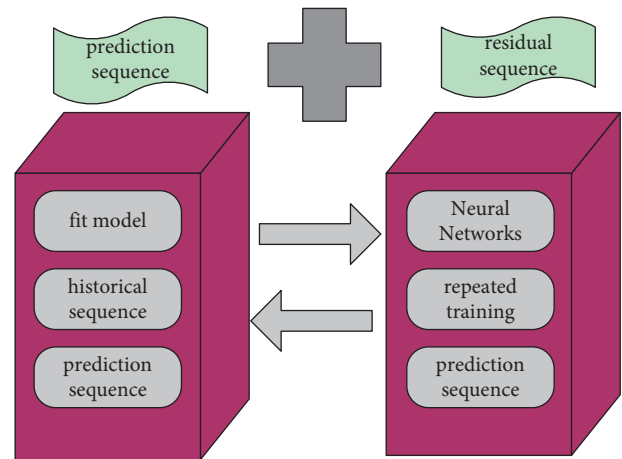 prediction
sequence
residual
sequence
fit model
historical
sequence
prediction
sequence
Neural
Networks
repeated
training
prediction
sequence